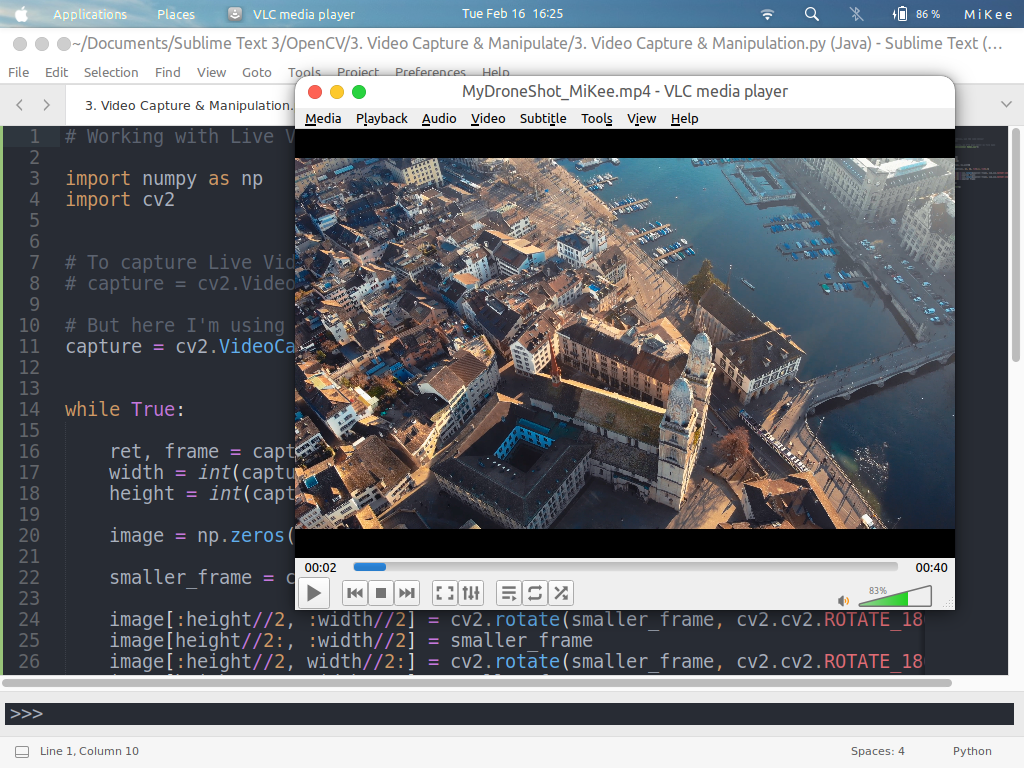 Applications Places VLC media player Tue Feb 16 16:25 86 % MiKee
~/Documents/Sublime Text 3/OpenCV/3. Video Capture & Manipulate/3. Video Capture & Manipulation.py (Java) - Sublime Text (...
File Edit Selection Find View Goto Tools Project Preferences Help
3. Video Capture & Manipulation.
MyDroneShot_MiKee.mp4 - VLC media player
Media Playback Audio Video Subtitle Tools View Help
1 # Working with Live V
2
3 import numpy as np
4 import cv2
5
6
7 # To capture Live Vid
8 # capture = cv2.Video
9
10 # But here I'm using
11 capture = cv2.VideoCa
12
13
14 while True:
15
16 ret, frame = capt
17 width = int(captu
18 height = int(capt
19
20 image = np.zeros(
21
22 smaller_frame = c
23
24 image[:height//2, :width//2] = cv2.rotate(smaller_frame, cv2.cv2.ROTATE_18
25 image[height//2:, :width//2] = smaller_frame
26 image[:height//2, width//2:] = cv2.rotate(smaller_frame, cv2.cv2.ROTATE_18
00:02 00:40
83%
>>>
Line 1, Column 10 Spaces: 4 Python